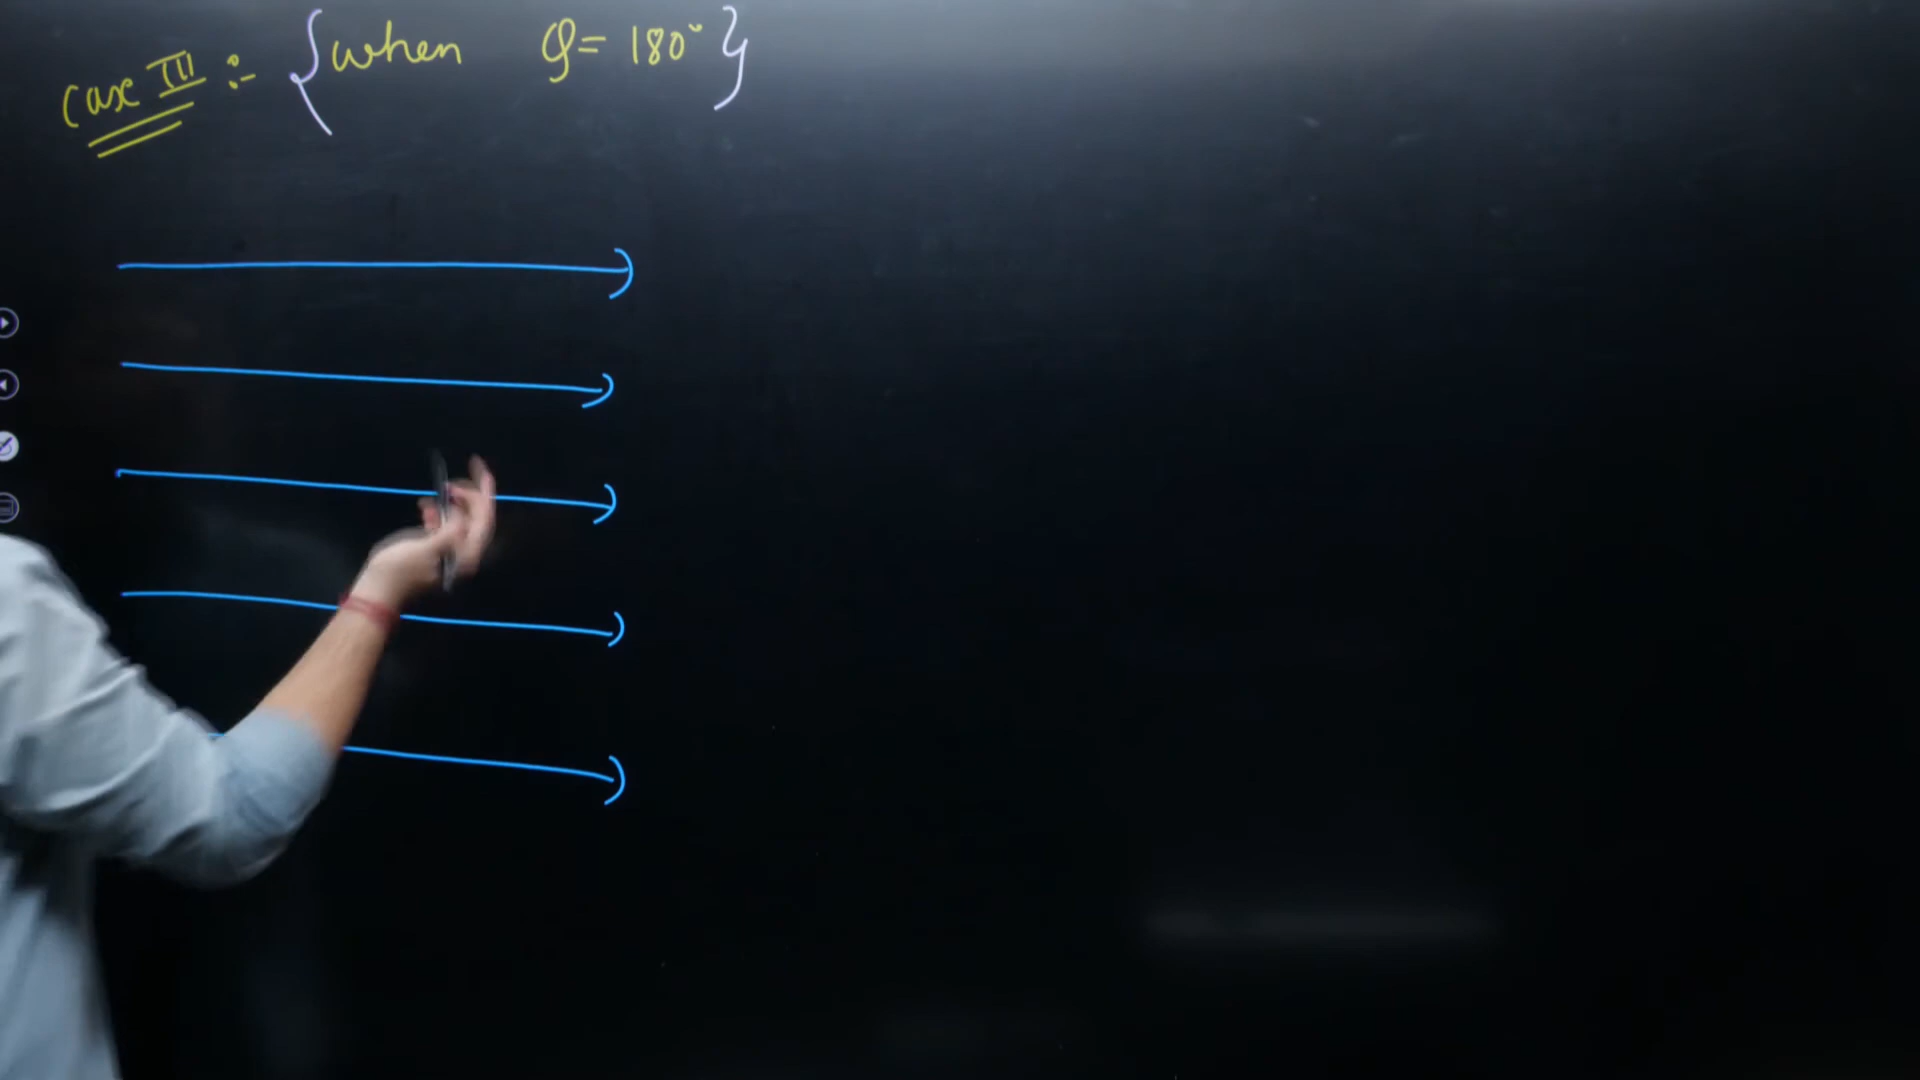 Case III :- {when φ = 180°}